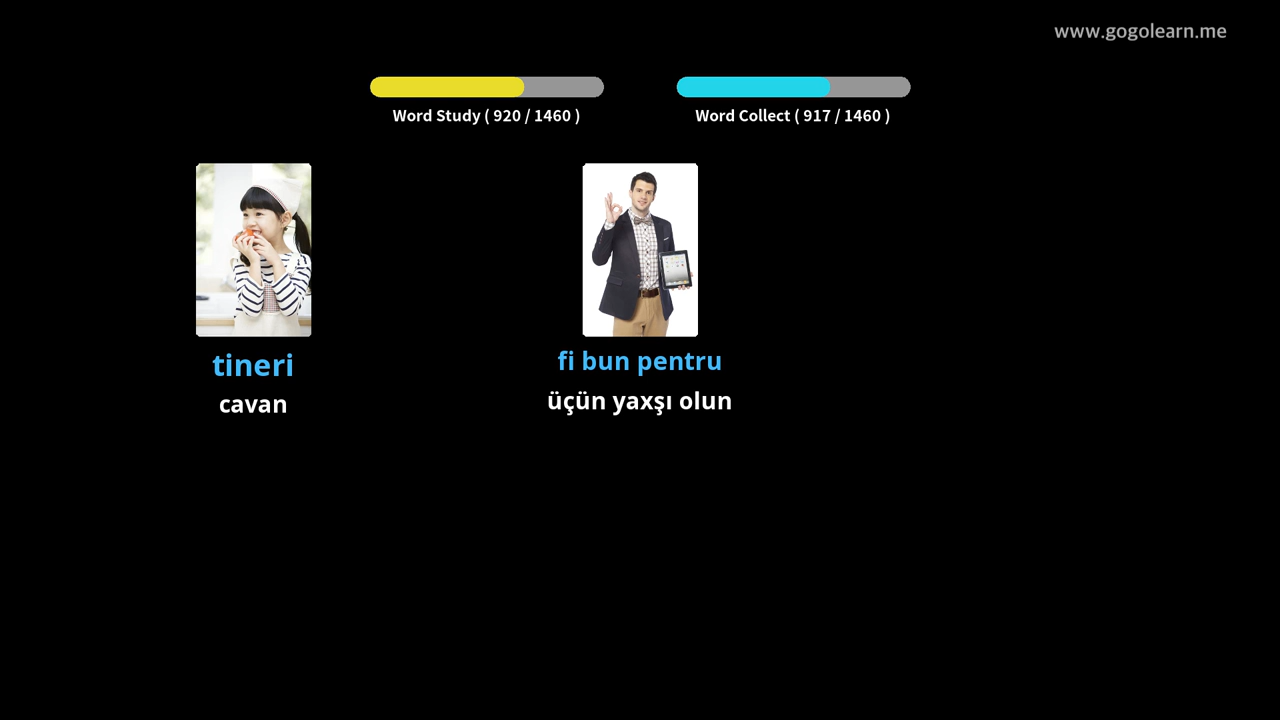 www.gogolearn.me
Word Study ( 920 / 1460 )
Word Collect ( 917 / 1460 )
tineri
cavan
fi bun pentru
üçün yaxşı olun